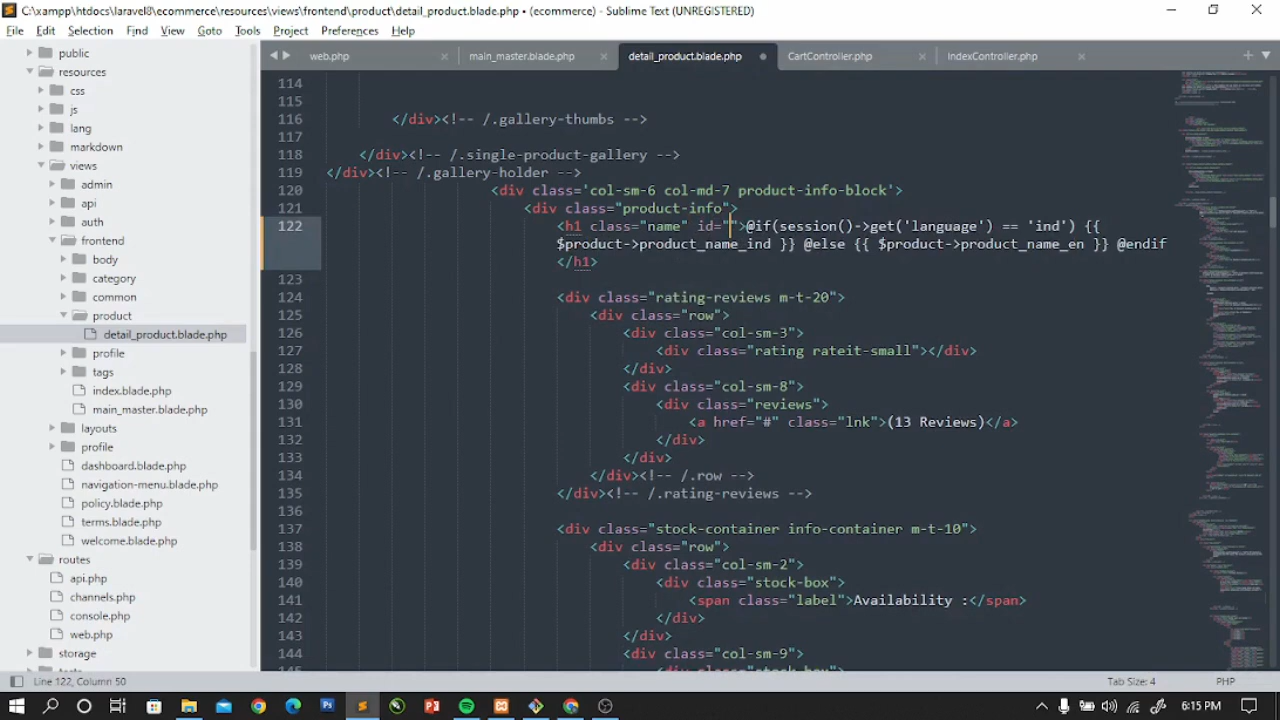 C:\xampp\htdocs\laravel8\ecommerce\resources\views\frontend\product\detail_product.blade.php • (ecommerce) - Sublime Text (UNREGISTERED)
File Edit Selection Find View Goto Tools Project Preferences Help
public
resources
css
js
lang
markdown
views
admin
api
auth
frontend
body
category
common
product
detail_product.blade.php
profile
tags
index.blade.php
main_master.blade.php
layouts
profile
dashboard.blade.php
navigation-menu.blade.php
policy.blade.php
terms.blade.php
welcome.blade.php
routes
api.php
channels.php
console.php
web.php
storage
web.php main_master.blade.php detail_product.blade.php CartController.php IndexController.php
114
115
116 </div><!-- /.gallery-thumbs -->
117
118 </div><!-- /.single-product-gallery -->
119 </div><!-- /.gallery-holder -->
120 <div class='col-sm-6 col-md-7 product-info-block'>
121 <div class="product-info">
122 <h1 class="name" id="">@if(session()->get('language') == 'ind') {{
$product->product_name_ind }} @else {{ $product->product_name_en }} @endif
</h1>
123
124 <div class="rating-reviews m-t-20">
125 <div class="row">
126 <div class="col-sm-3">
127 <div class="rating rateit-small"></div>
128 </div>
129 <div class="col-sm-8">
130 <div class="reviews">
131 <a href="#" class="lnk">(13 Reviews)</a>
132 </div>
133 </div>
134 </div><!-- /.row -->
135 </div><!-- /.rating-reviews -->
136
137 <div class="stock-container info-container m-t-10">
138 <div class="row">
139 <div class="col-sm-2">
140 <div class="stock-box">
141 <span class="label">Availability :</span>
142 </div>
143 </div>
144 <div class="col-sm-9">
Line 122, Column 50 Tab Size: 4 PHP
6:15 PM